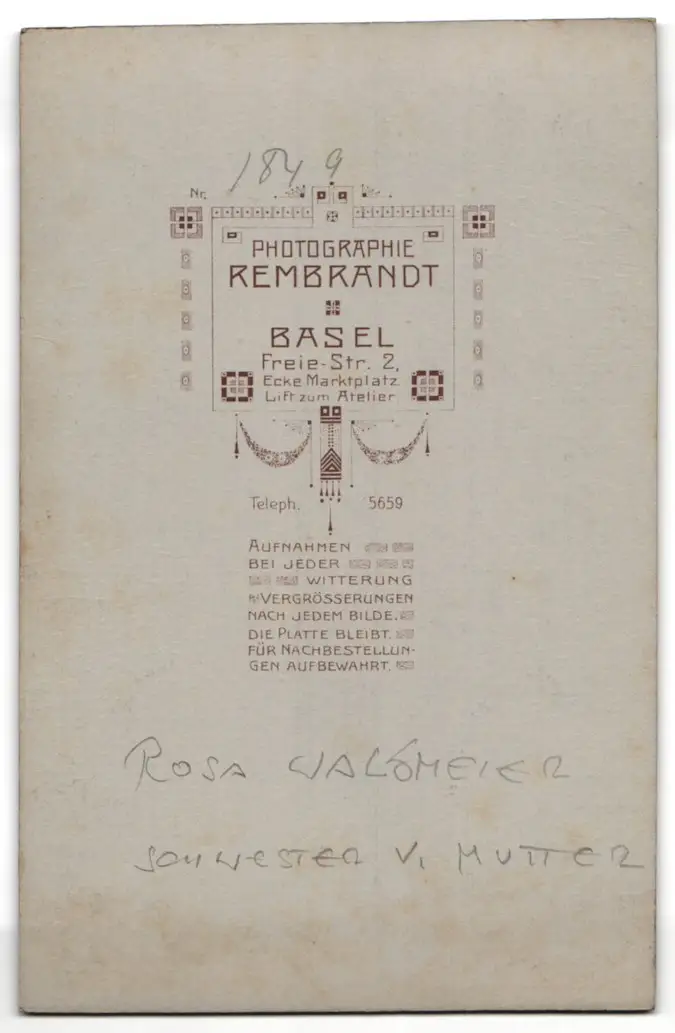 Nr. 1849
PHOTOGRAPHIE
REMBRANDT
BASEL
Freie-Str. 2,
Ecke Marktplatz
Lift zum Atelier
Teleph. 5659
AUFNAHMEN
BEI JEDER
WITTERUNG
VERGRÖSSERUNGEN
NACH JEDEM BILDE.
DIE PLATTE BLEIBT
FÜR NACHBESTELLUN-
GEN AUFBEWAHRT.
ROSA WALDMEIER
SCHWESTER V. MUTTER